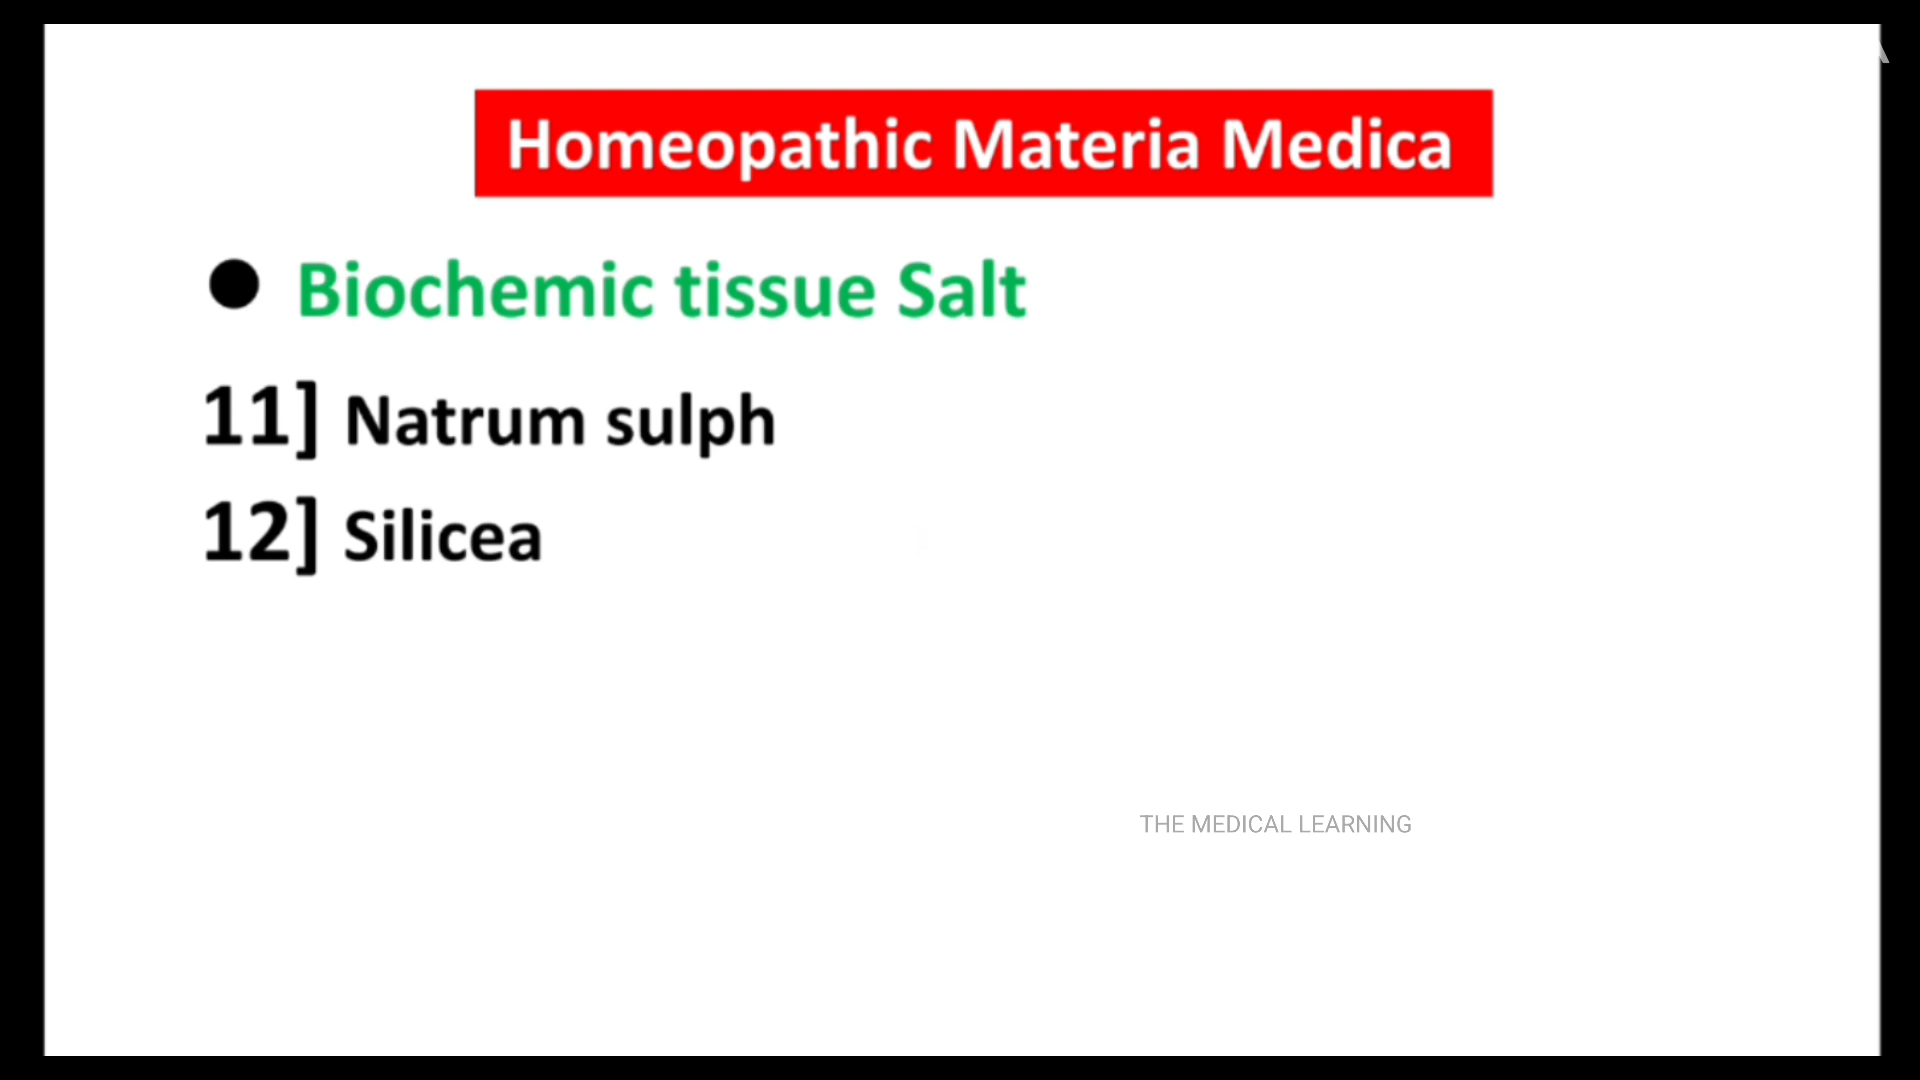 Homeopathic Materia Medica
● Biochemic tissue Salt
11] Natrum sulph
12] Silicea
THE MEDICAL LEARNING